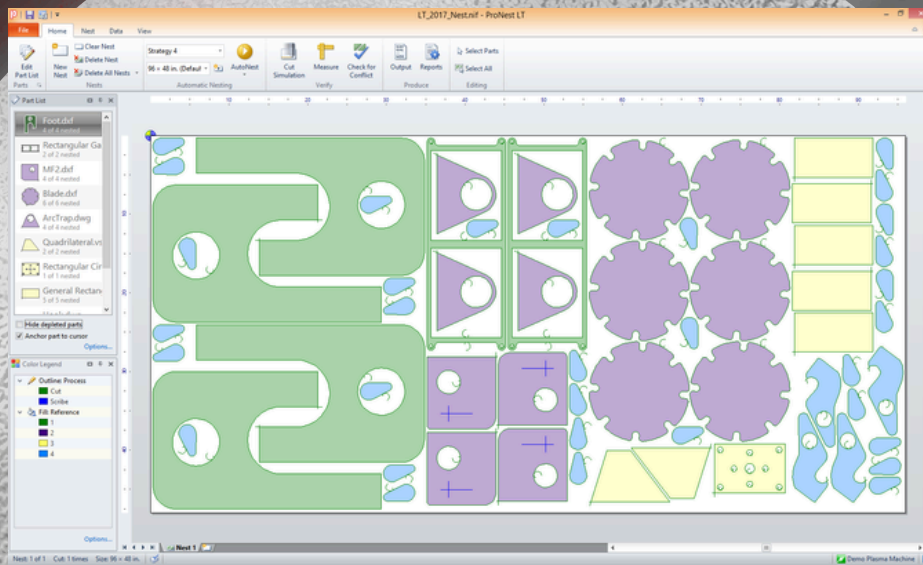 LT_2017_Nest.nif - ProNest LT
File Home Nest Data View
Edit Part List
New Nest
Clear Nest
Delete Nest
Delete All Nests
Strategy 4
96 × 48 in. (Defaul
AutoNest
Cut Simulation
Measure
Check for Conflict
Output
Reports
Select Parts
Select All
Parts Nests Automatic Nesting Verify Produce Editing
Part List
Foot.dxf
4 of 4 nested
Rectangular Ga
2 of 2 nested
MF2.dxf
4 of 4 nested
Blade.dxf
6 of 6 nested
ArcTrap.dwg
4 of 4 nested
Quadrilateral.vs
2 of 2 nested
Rectangular Cir
1 of 1 nested
General Rectan
5 of 5 nested
Hide depleted parts
Anchor part to cursor
Options...
Color Legend
Outline: Process
Cut
Scribe
Fill: Reference
1
2
3
4
Options...
Nest 1
Nest: 1 of 1 Cut: 1 times Size: 96 × 48 in.
Demo Plasma Machine